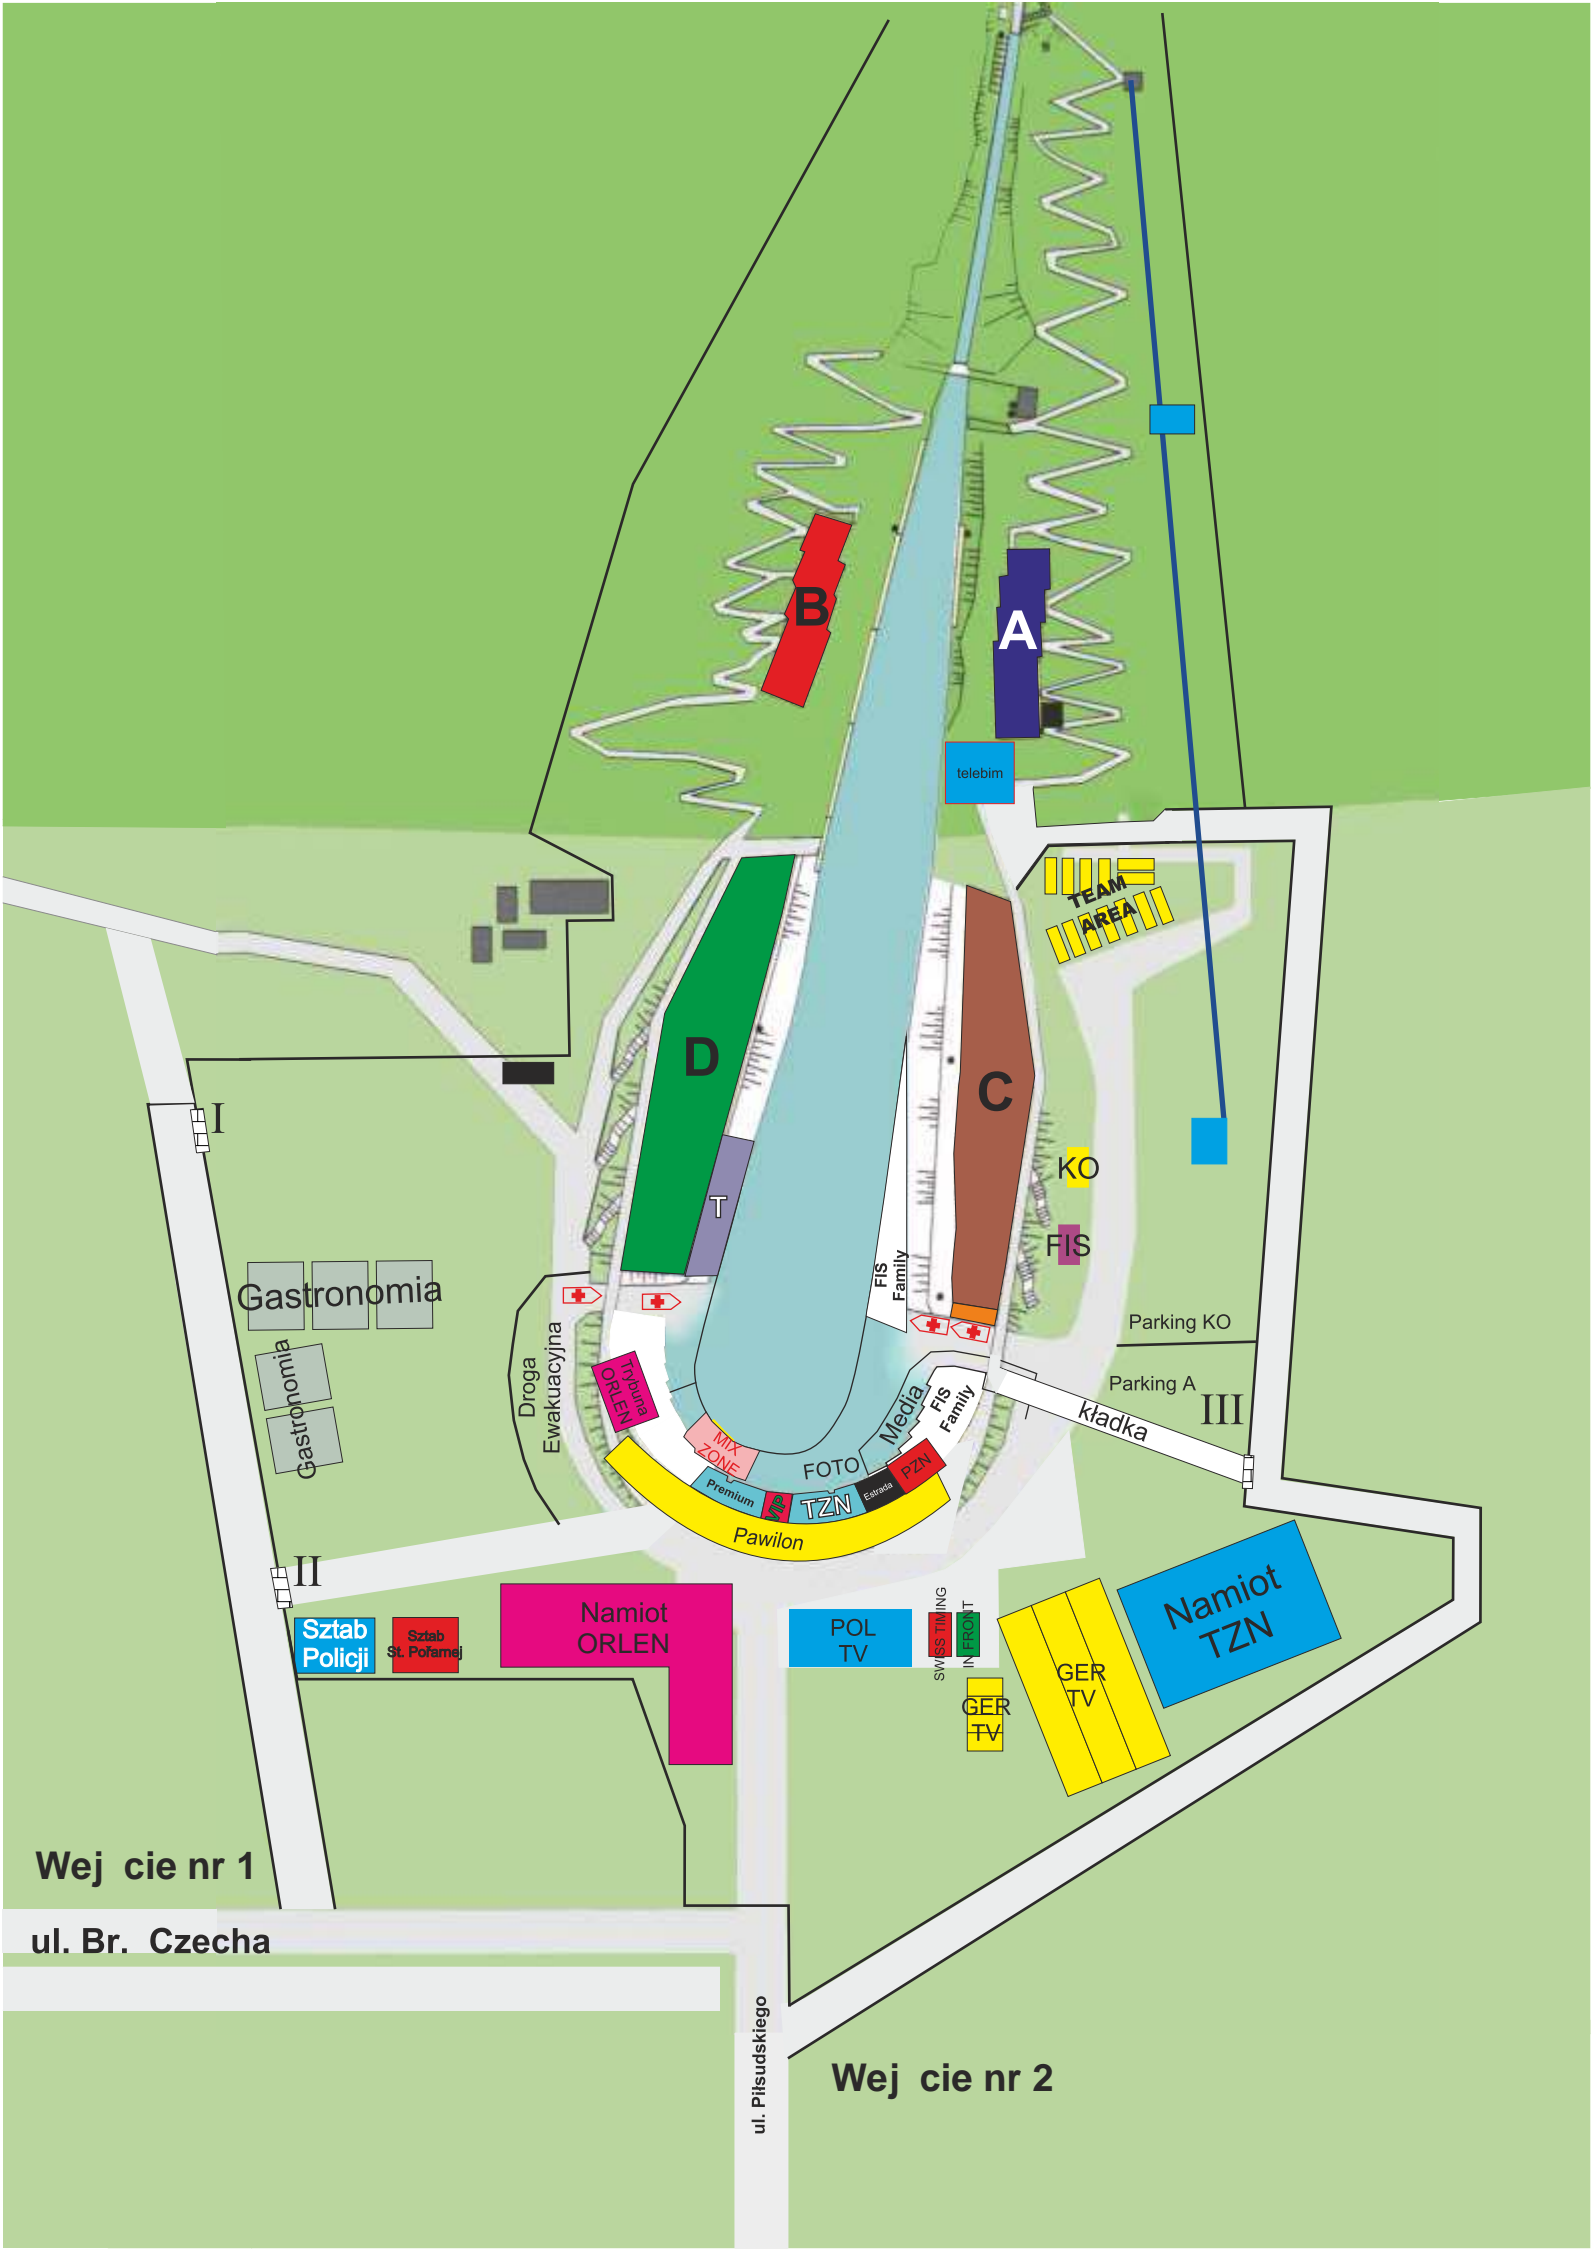 B
A
telebim
TEAM
AREA
D
C
I
KO
T
FIS
FIS
Family
Gastronomia
Parking KO
Droga
Ewakuacyjna
Gastronomia
Trybuna
ORLEN
Media
FIS
Family
Parking A
III
kładka
MIX
ZONE
FOTO
PZN
Premium
VIP
TZN
Estrada
Pawilon
II
Sztab
Policji
Sztab
St. Pořarnej
Namiot
ORLEN
POL
TV
SWISS TIMING
IN FRONT
GER
TV
GER
TV
Namiot
TZN
Wej cie nr 1
ul. Br. Czecha
ul. Piłsudskiego
Wej cie nr 2